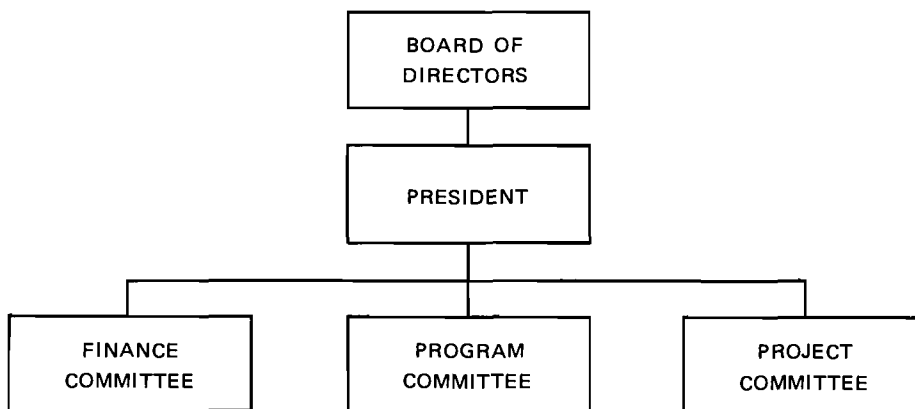 BOARD OF
DIRECTORS
PRESIDENT
FINANCE
COMMITTEE
PROGRAM
COMMITTEE
PROJECT
COMMITTEE